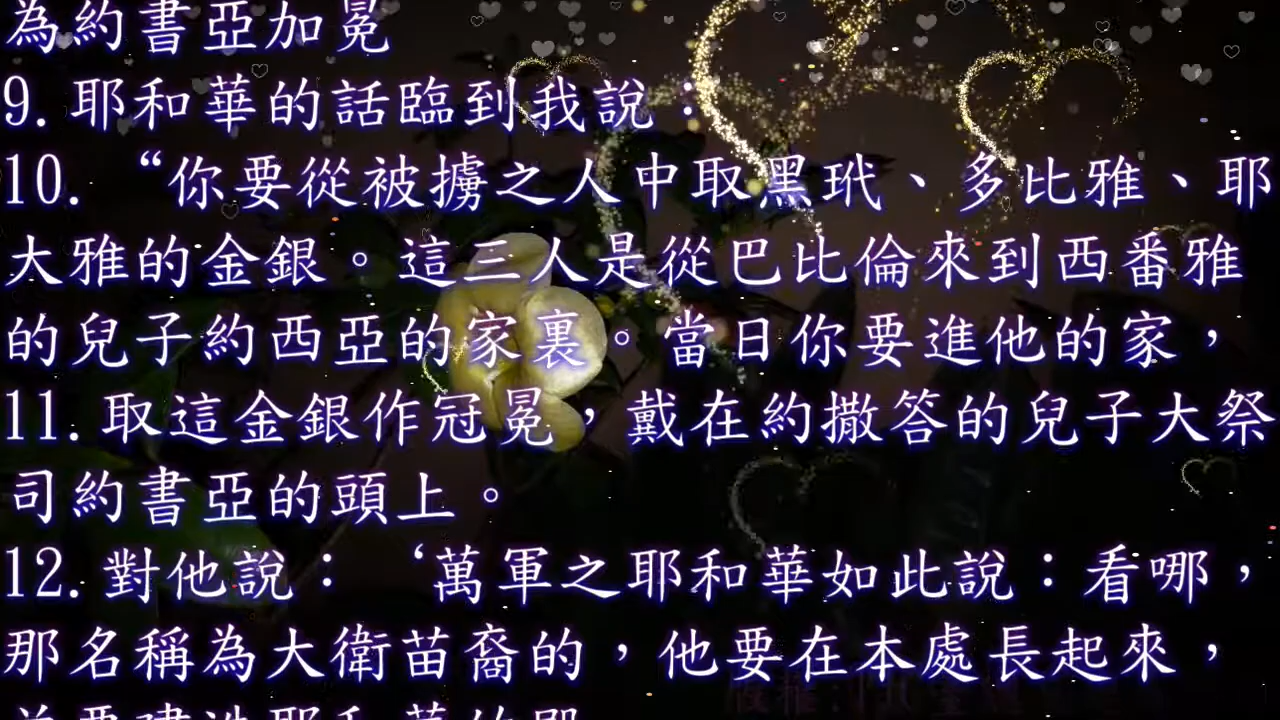 為約書亞加冕
9.耶和華的話臨到我說：
10.“你要從被擄之人中取黑玳、多比雅、耶
大雅的金銀。這三人是從巴比倫來到西番雅
的兒子約西亞的家裏。當日你要進他的家，
11.取這金銀作冠冕，戴在約撒答的兒子大祭
司約書亞的頭上。
12.對他說：‘萬軍之耶和華如此說：看哪，
那名稱為大衛苗裔的，他要在本處長起來，